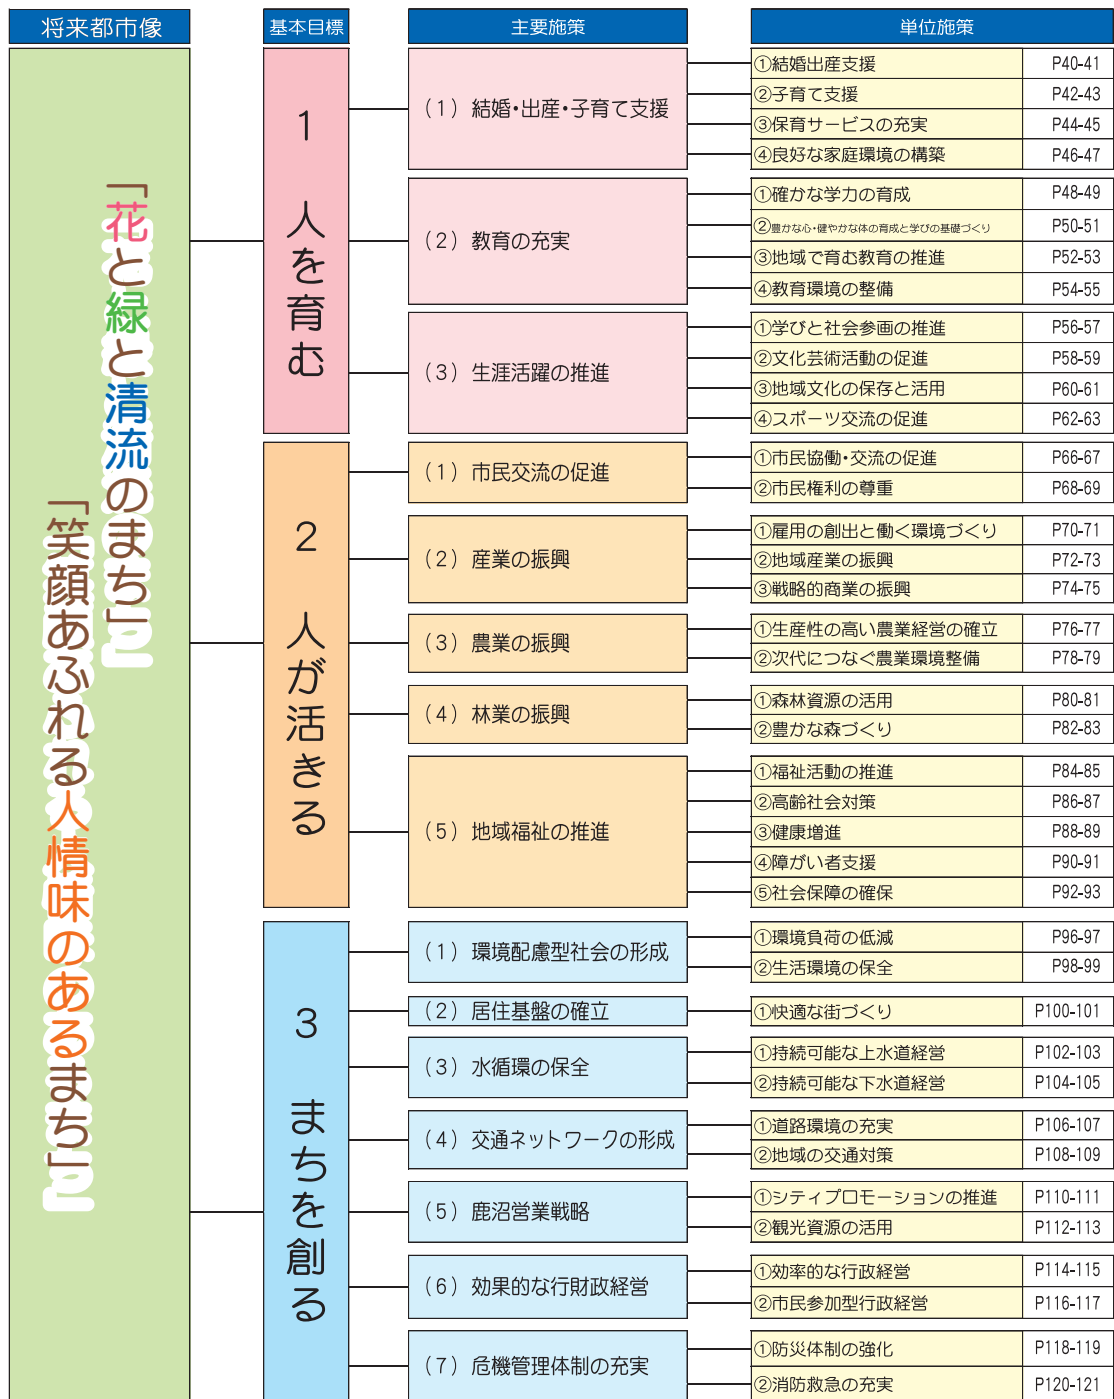 将来都市像
基本目標
主要施策
単位施策
「花と緑と清流のまち」
「笑顔あふれる人情味のあるまち」
1 人を育む
(1) 結婚・出産・子育て支援
①結婚出産支援 P40-41
②子育て支援 P42-43
③保育サービスの充実 P44-45
④良好な家庭環境の構築 P46-47
(2) 教育の充実
①確かな学力の育成 P48-49
②豊かな心・健やかな体の育成と学びの基礎づくり P50-51
③地域で育む教育の推進 P52-53
④教育環境の整備 P54-55
(3) 生涯活躍の推進
①学びと社会参画の推進 P56-57
②文化芸術活動の促進 P58-59
③地域文化の保存と活用 P60-61
④スポーツ交流の促進 P62-63
2 人が活きる
(1) 市民交流の促進
①市民協働・交流の促進 P66-67
②市民権利の尊重 P68-69
(2) 産業の振興
①雇用の創出と働く環境づくり P70-71
②地域産業の振興 P72-73
③戦略的商業の振興 P74-75
(3) 農業の振興
①生産性の高い農業経営の確立 P76-77
②次代につなぐ農業環境整備 P78-79
(4) 林業の振興
①森林資源の活用 P80-81
②豊かな森づくり P82-83
(5) 地域福祉の推進
①福祉活動の推進 P84-85
②高齢社会対策 P86-87
③健康増進 P88-89
④障がい者支援 P90-91
⑤社会保障の確保 P92-93
3 まちを創る
(1) 環境配慮型社会の形成
①環境負荷の低減 P96-97
②生活環境の保全 P98-99
(2) 居住基盤の確立
①快適な街づくり P100-101
(3) 水循環の保全
①持続可能な上水道経営 P102-103
②持続可能な下水道経営 P104-105
(4) 交通ネットワークの形成
①道路環境の充実 P106-107
②地域の交通対策 P108-109
(5) 鹿沼営業戦略
①シティプロモーションの推進 P110-111
②観光資源の活用 P112-113
(6) 効果的な行財政経営
①効率的な行政経営 P114-115
②市民参加型行政経営 P116-117
(7) 危機管理体制の充実
①防災体制の強化 P118-119
②消防救急の充実 P120-121